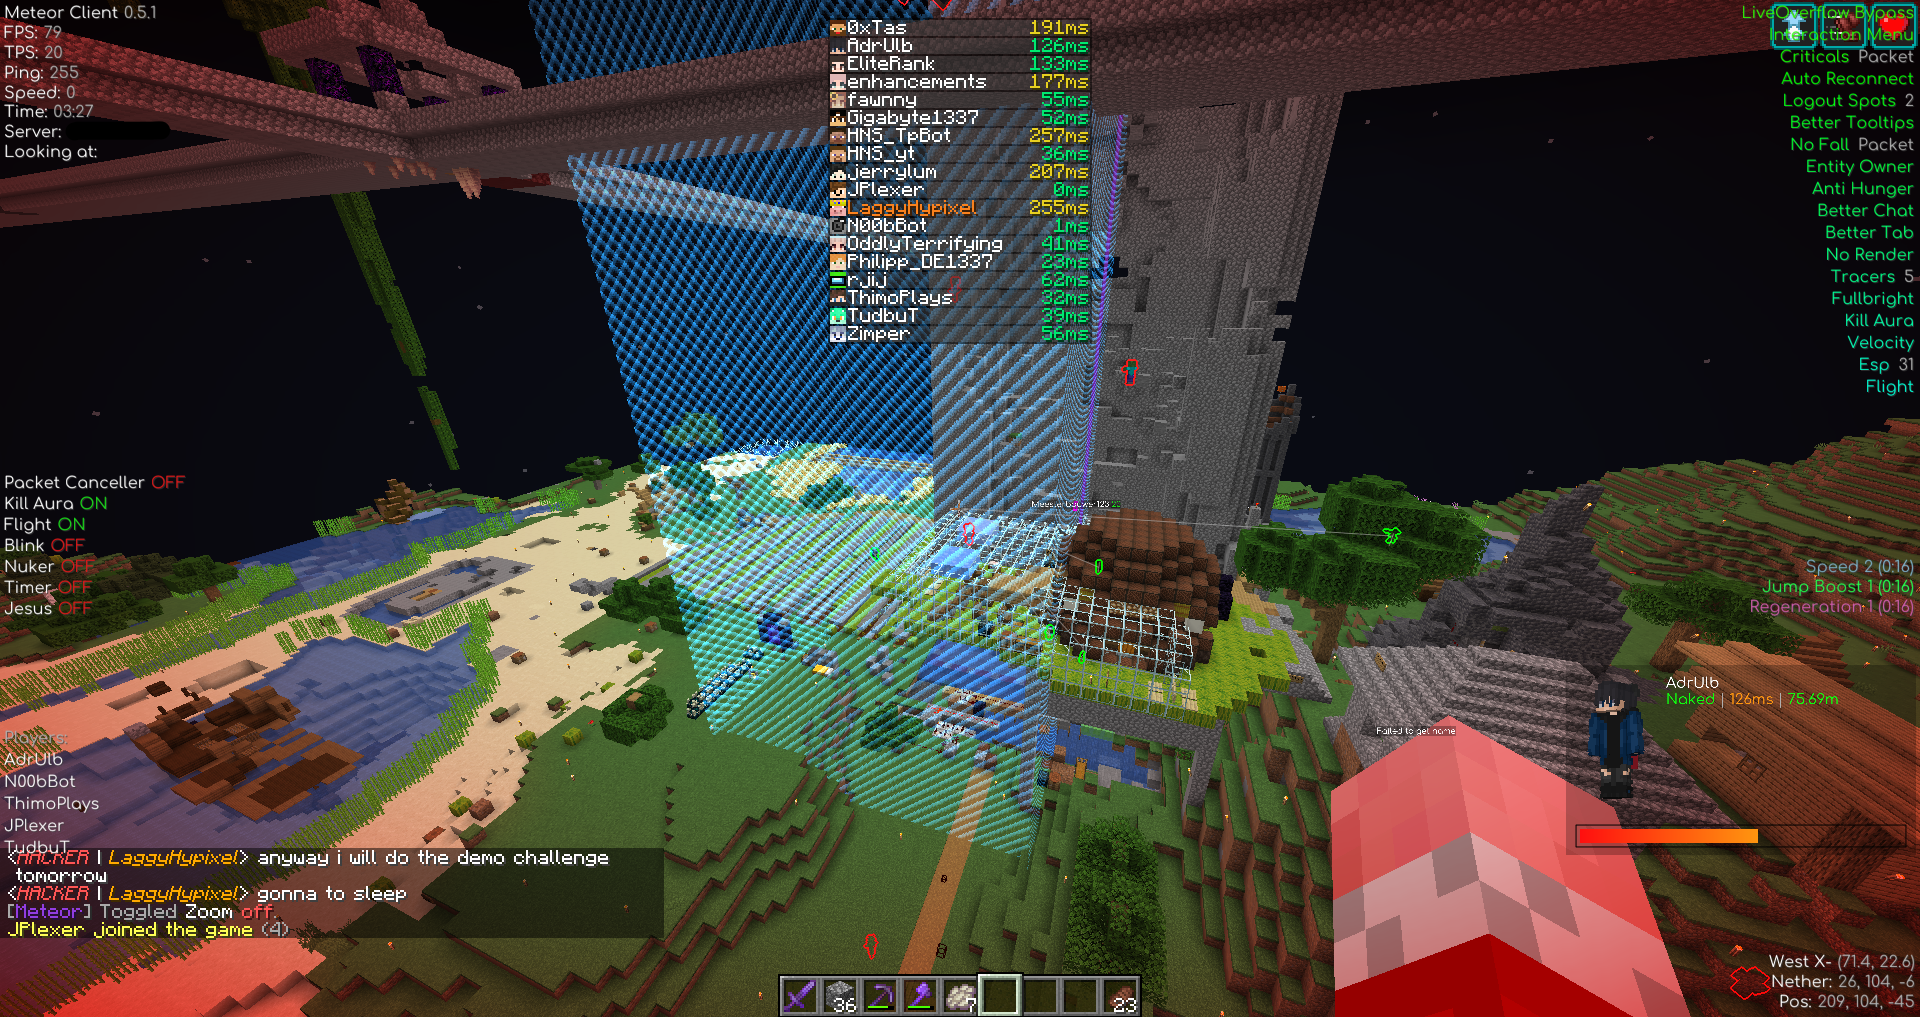 Meteor Client 0.5.1
FPS: 79
TPS: 20
Ping: 255
Speed: 0
Time: 03:27
Server:
Looking at:
0xTas 191ms
AdrUlb 126ms
EliteRank 133ms
enhancements 177ms
fawnny 55ms
Gigabyte1337 52ms
HNS_TpBot 257ms
HNS_yt 36ms
jerrylum 207ms
JPlexer 0ms
LaggyHypixel 255ms
N00bBot 1ms
OddlyTerrifying 41ms
Philipp_DE1337 23ms
rjij 62ms
ThimoPlays 32ms
TudbuT 39ms
Zimper 56ms
LiveOverflow Bypass
Interaction Menu
Criticals Packet
Auto Reconnect
Logout Spots 2
Better Tooltips
No Fall Packet
Entity Owner
Anti Hunger
Better Chat
Better Tab
No Render
Tracers 5
Fullbright
Kill Aura
Velocity
Esp 31
Flight
Packet Canceller OFF
Kill Aura ON
Flight ON
Blink OFF
Nuker OFF
Timer OFF
Jesus OFF
Speed 2 (0:16)
Jump Boost 1 (0:16)
Regeneration 1 (0:16)
AdrUlb
Naked | 126ms | 75.69m
Failed to get name
Players:
AdrUlb
N00bBot
ThimoPlays
JPlexer
TudbuT
<HACKER | LaggyHypixel> anyway i will do the demo challenge
tomorrow
<HACKER | LaggyHypixel> gonna to sleep
[Meteor] Toggled Zoom off.
JPlexer joined the game (4)
36
7
23
West X- (71.4, 22.6)
Nether: 26, 104, -6
Pos: 209, 104, -45